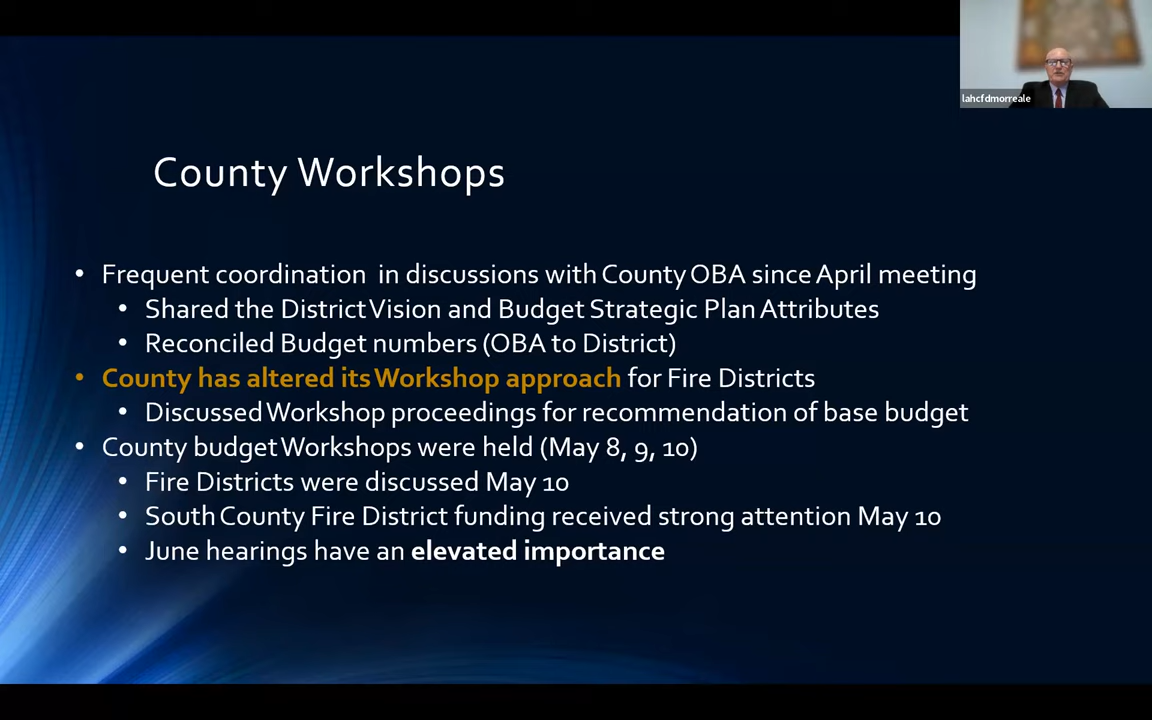 lahcfdmorreale
County Workshops
• Frequent coordination in discussions with County OBA since April meeting
• Shared the District Vision and Budget Strategic Plan Attributes
• Reconciled Budget numbers (OBA to District)
• County has altered its Workshop approach for Fire Districts
• Discussed Workshop proceedings for recommendation of base budget
• County budget Workshops were held (May 8, 9, 10)
• Fire Districts were discussed May 10
• South County Fire District funding received strong attention May 10
• June hearings have an elevated importance